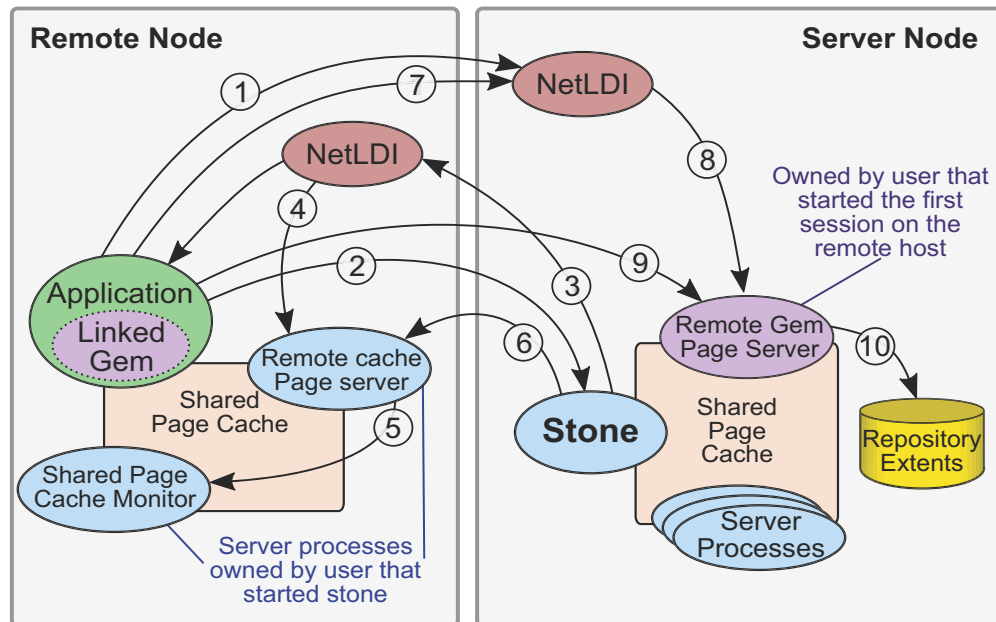 Remote Node
Server Node
1
7
NetLDI
NetLDI
8
4
Owned by user that
started the first
session on the
remote host
9
2
3
Application
Linked
Gem
6
Remote Gem
Page Server
10
Remote cache
Page server
Shared
Page Cache
5
Stone
Shared
Page
Cache
Repository
Extents
Shared Page
Cache Monitor
Server
Processes
Server processes
owned by user that
started stone